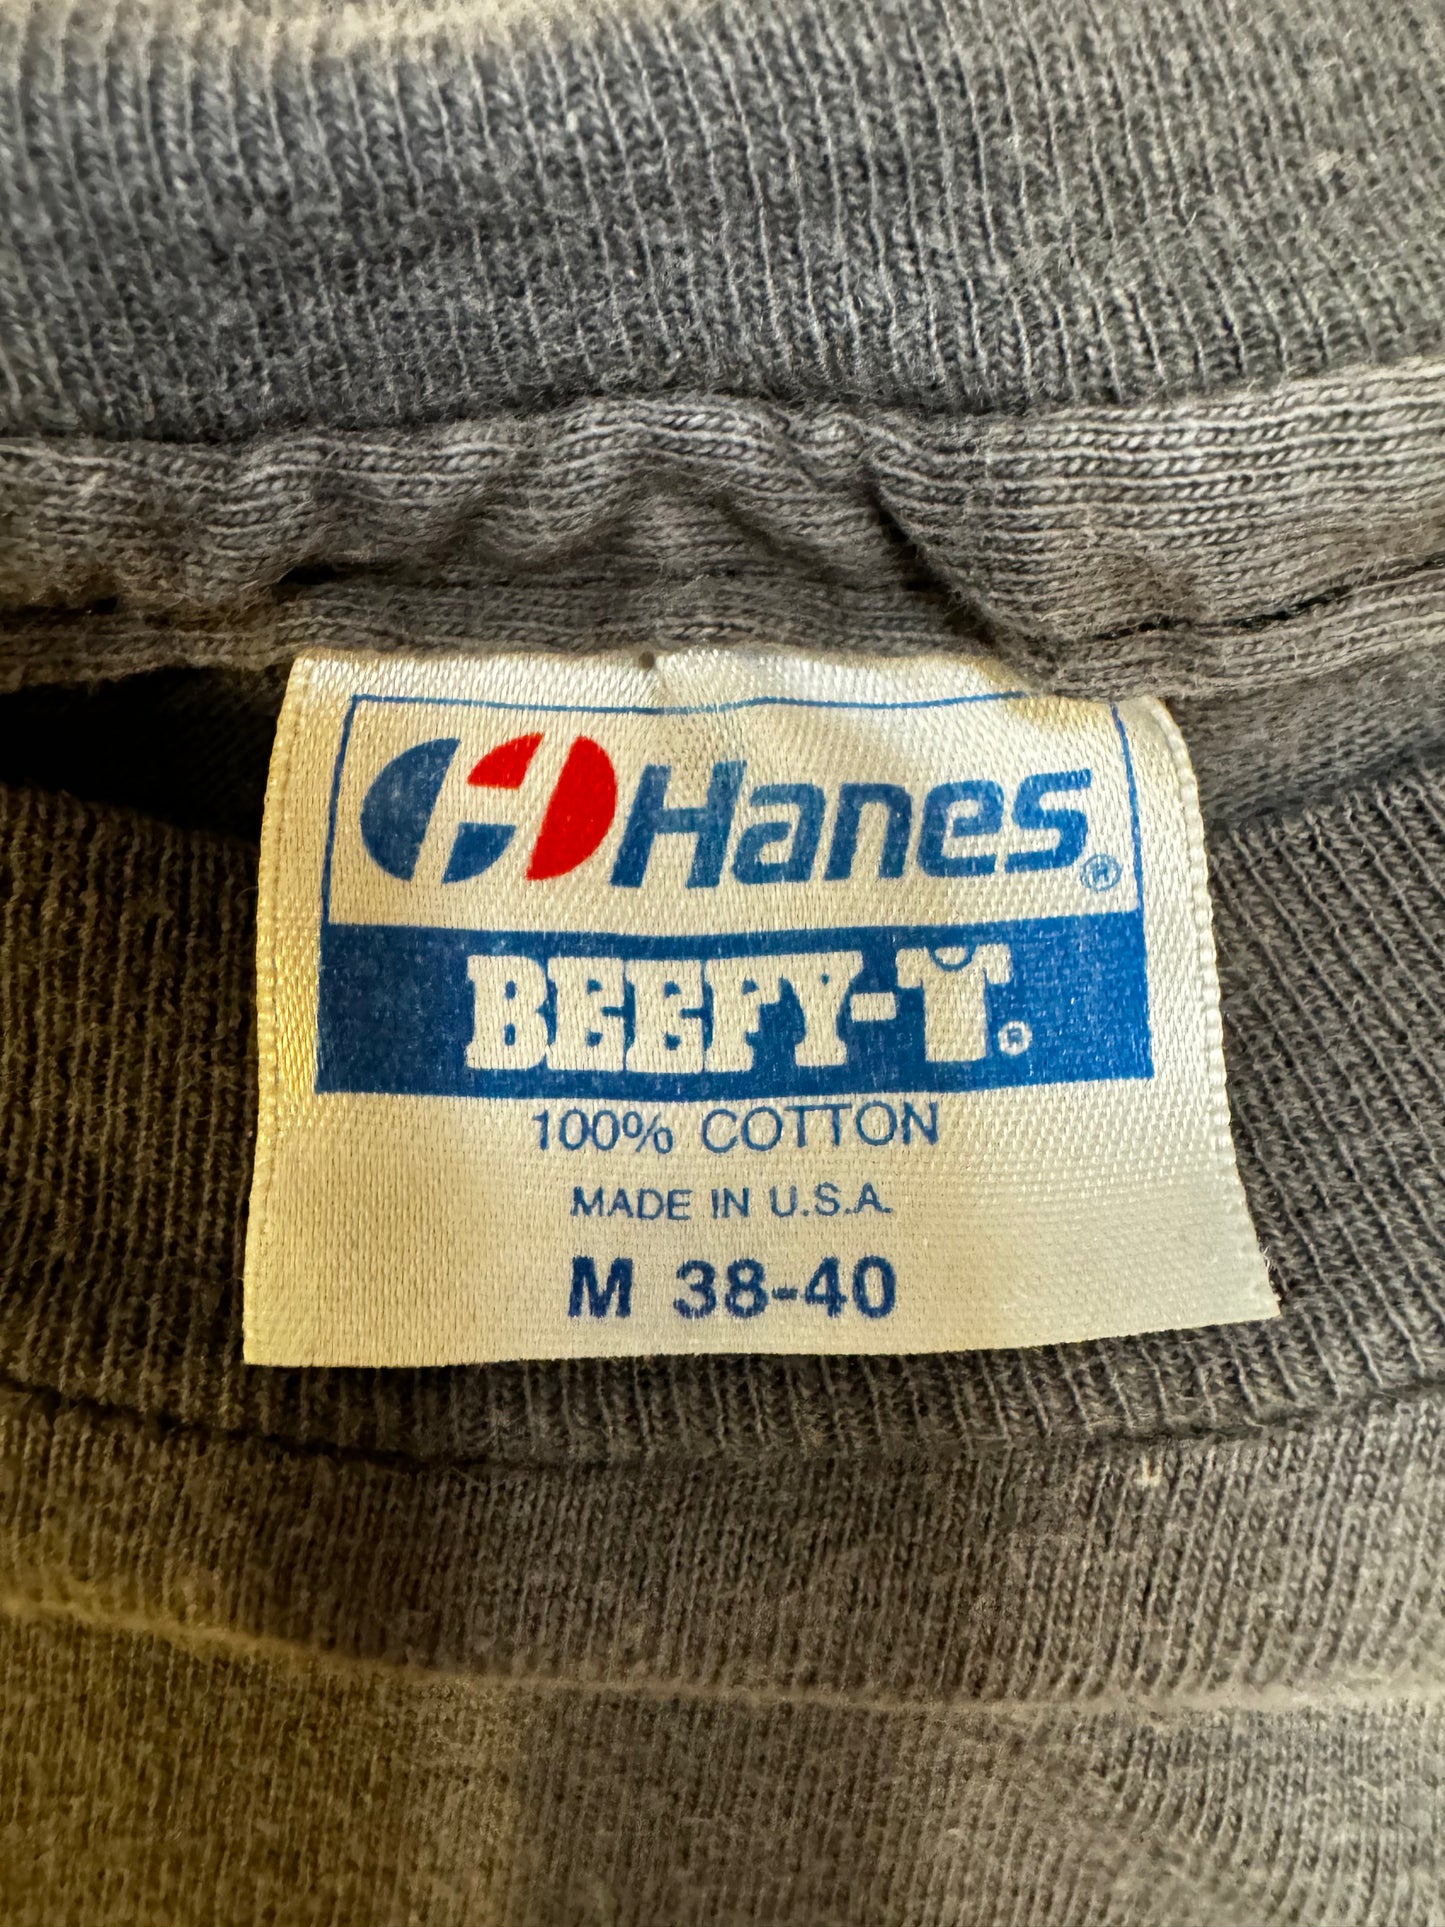 Hanes®
BEEFY-T®
100% COTTON
MADE IN U.S.A.
M 38-40